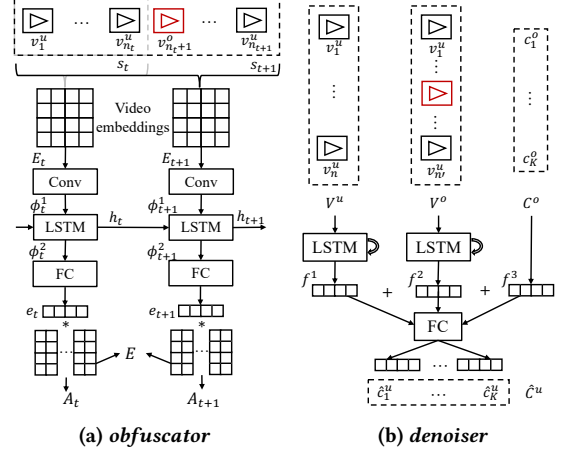 … … …
v_1^u v_{n_t}^u v_{n_t+1}^o v_{n_{t+1}}^u
s_t s_{t+1}
Video
embeddings
E_t E_{t+1}
Conv Conv
ϕ_t^1 ϕ_{t+1}^1
LSTM h_t LSTM h_{t+1}
ϕ_t^2 ϕ_{t+1}^2
FC FC
e_t e_{t+1}
* *
… E …
A_t A_{t+1}
(a) obfuscator
v_1^u v_1^u c_1^o
⋮ ⋮ ⋮
⋮
v_n^u v_{n'}^u c_K^o
V^u V^o C^o
LSTM LSTM
f^1 + f^2 + f^3
FC
…
ĉ_1^u … ĉ_K^u Ĉ^u
(b) denoiser